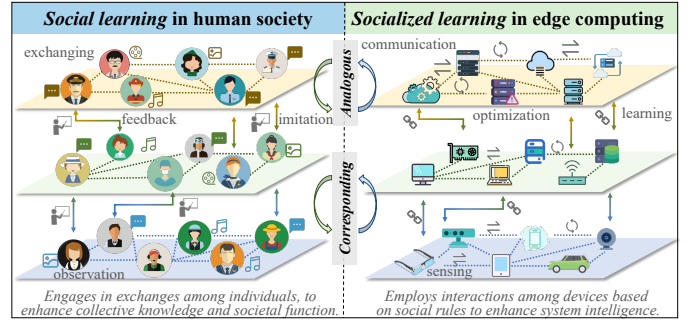 Social learning in human society
Socialized learning in edge computing
exchanging
communication
Analogous
feedback
imitation
optimization
learning
Corresponding
observation
sensing
Engages in exchanges among individuals, to
enhance collective knowledge and societal function.
Employs interactions among devices based
on social rules to enhance system intelligence.